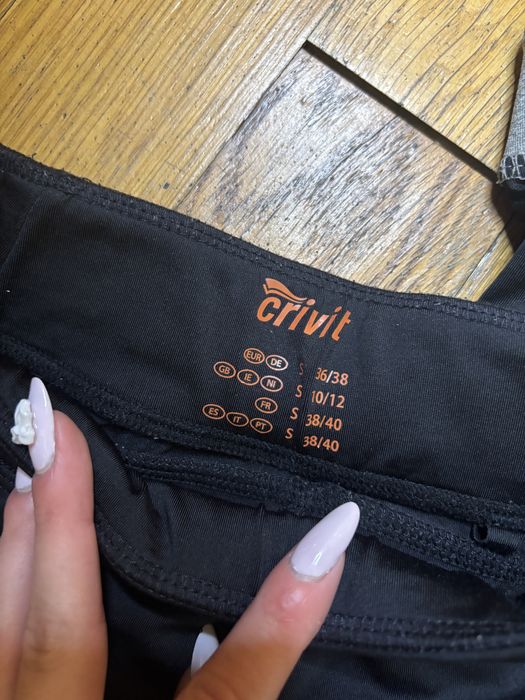 crivit
EUR DE S 36/38
GB IE NI S 10/12
FR S 38/40
ES IT PT S 38/40